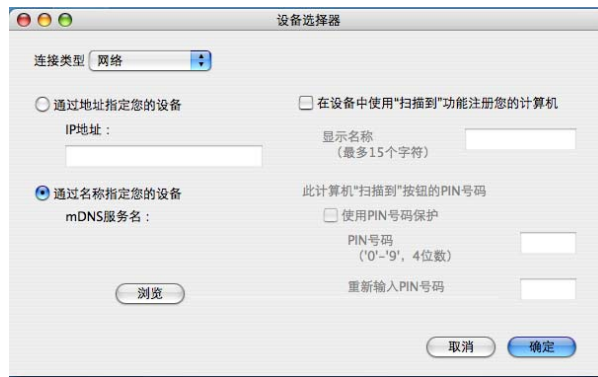 设备选择器
连接类型 网络
通过地址指定您的设备
IP地址：
通过名称指定您的设备
mDNS服务名：
浏览
在设备中使用“扫描到”功能注册您的计算机
显示名称
（最多15个字符）
此计算机“扫描到”按钮的PIN号码
使用PIN号码保护
PIN号码
（'0'-'9'，4位数）
重新输入PIN号码
取消 确定